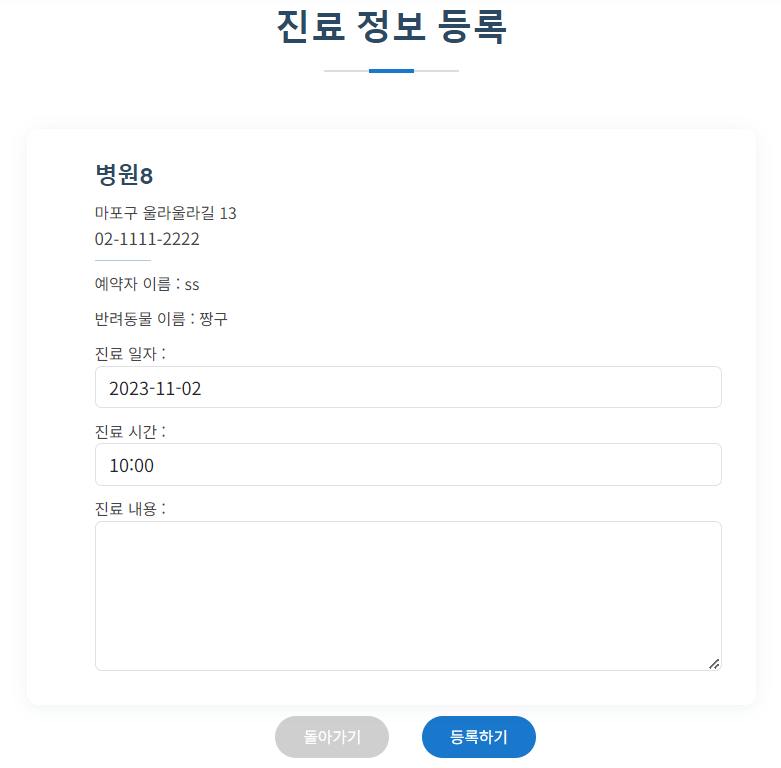 진료 정보 등록
병원8
마포구 울라울라길 13
02-1111-2222
예약자 이름 : ss
반려동물 이름 : 짱구
진료 일자 :
2023-11-02
진료 시간 :
10:00
진료 내용 :
돌아가기
등록하기